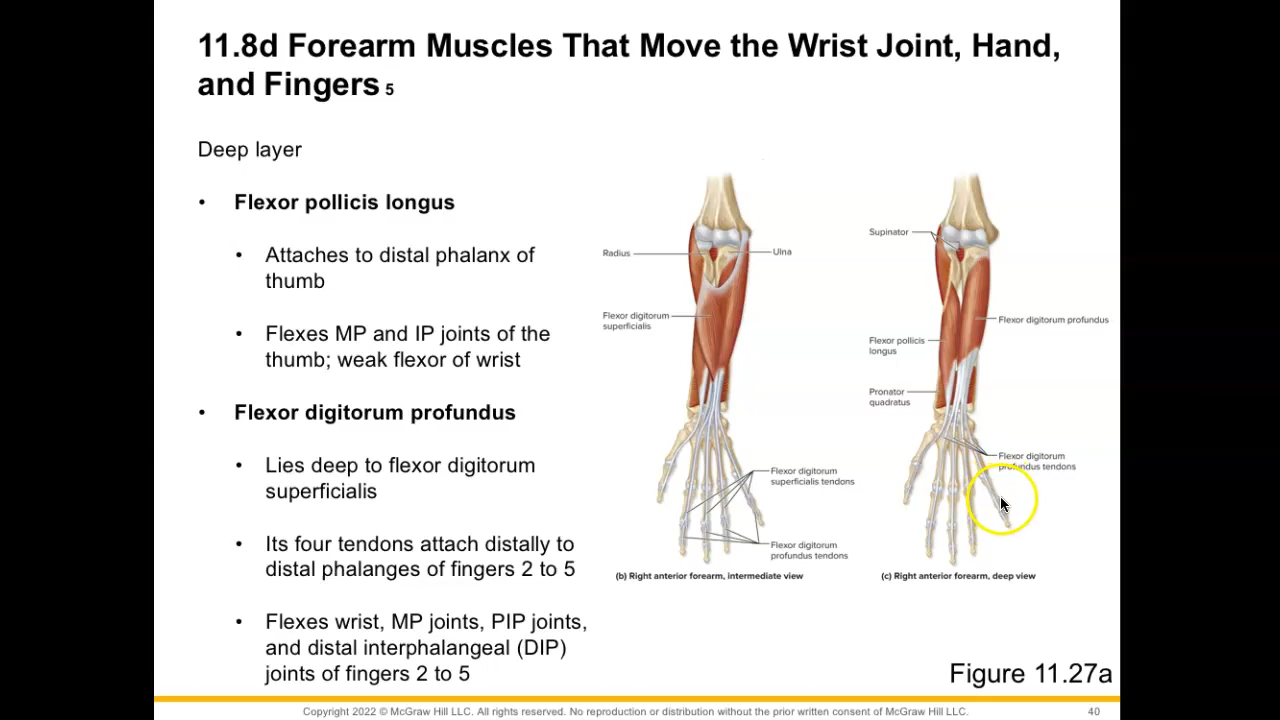 11.8d Forearm Muscles That Move the Wrist Joint, Hand,
and Fingers 5
Deep layer
• Flexor pollicis longus
• Attaches to distal phalanx of
thumb
• Flexes MP and IP joints of the
thumb; weak flexor of wrist
• Flexor digitorum profundus
• Lies deep to flexor digitorum
superficialis
• Its four tendons attach distally to
distal phalanges of fingers 2 to 5
• Flexes wrist, MP joints, PIP joints,
and distal interphalangeal (DIP)
joints of fingers 2 to 5
Radius
Ulna
Flexor digitorum
superficialis
Flexor digitorum
superficialis tendons
Flexor digitorum
profundus tendons
(b) Right anterior forearm, intermediate view
Supinator
Flexor digitorum profundus
Flexor pollicis
longus
Pronator
quadratus
Flexor digitorum
profundus tendons
(c) Right anterior forearm, deep view
Figure 11.27a
Copyright 2022 © McGraw Hill LLC. All rights reserved. No reproduction or distribution without the prior written consent of McGraw Hill LLC.
40